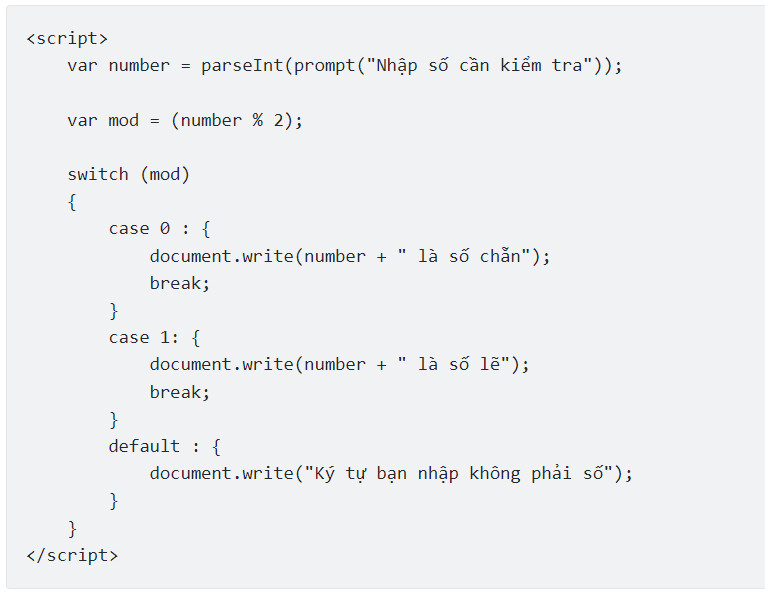 <script>
    var number = parseInt(prompt("Nhập số cần kiểm tra"));
    var mod = (number % 2);
    switch (mod)
    {
        case 0 : {
            document.write(number + " là số chẵn");
            break;
        }
        case 1: {
            document.write(number + " là số lẽ");
            break;
        }
        default : {
            document.write("Ký tự bạn nhập không phải số");
        }
    }
</script>